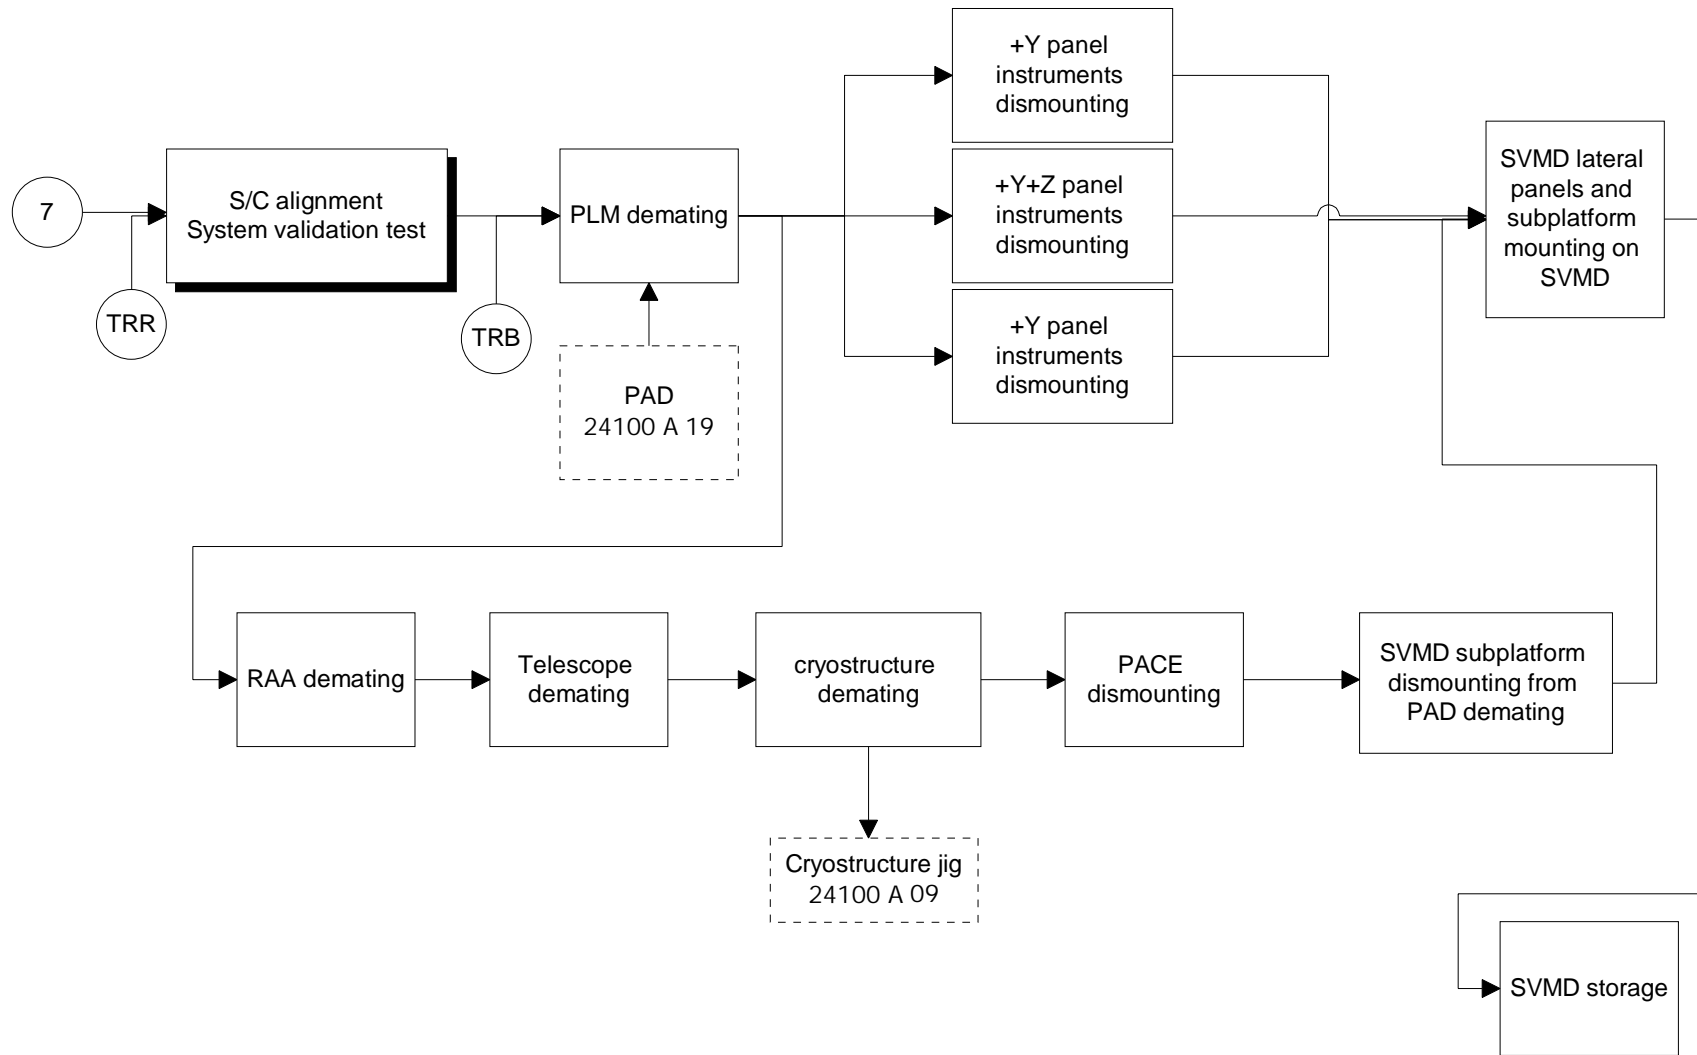 7
TRR
S/C alignment
System validation test
TRB
PLM demating
PAD
24100 A 19
+Y panel
instruments
dismounting
+Y+Z panel
instruments
dismounting
+Y panel
instruments
dismounting
SVMD lateral
panels and
subplatform
mounting on
SVMD
RAA demating
Telescope
demating
cryostructure
demating
PACE
dismounting
SVMD subplatform
dismounting from
PAD demating
Cryostructure jig
24100 A 09
SVMD storage